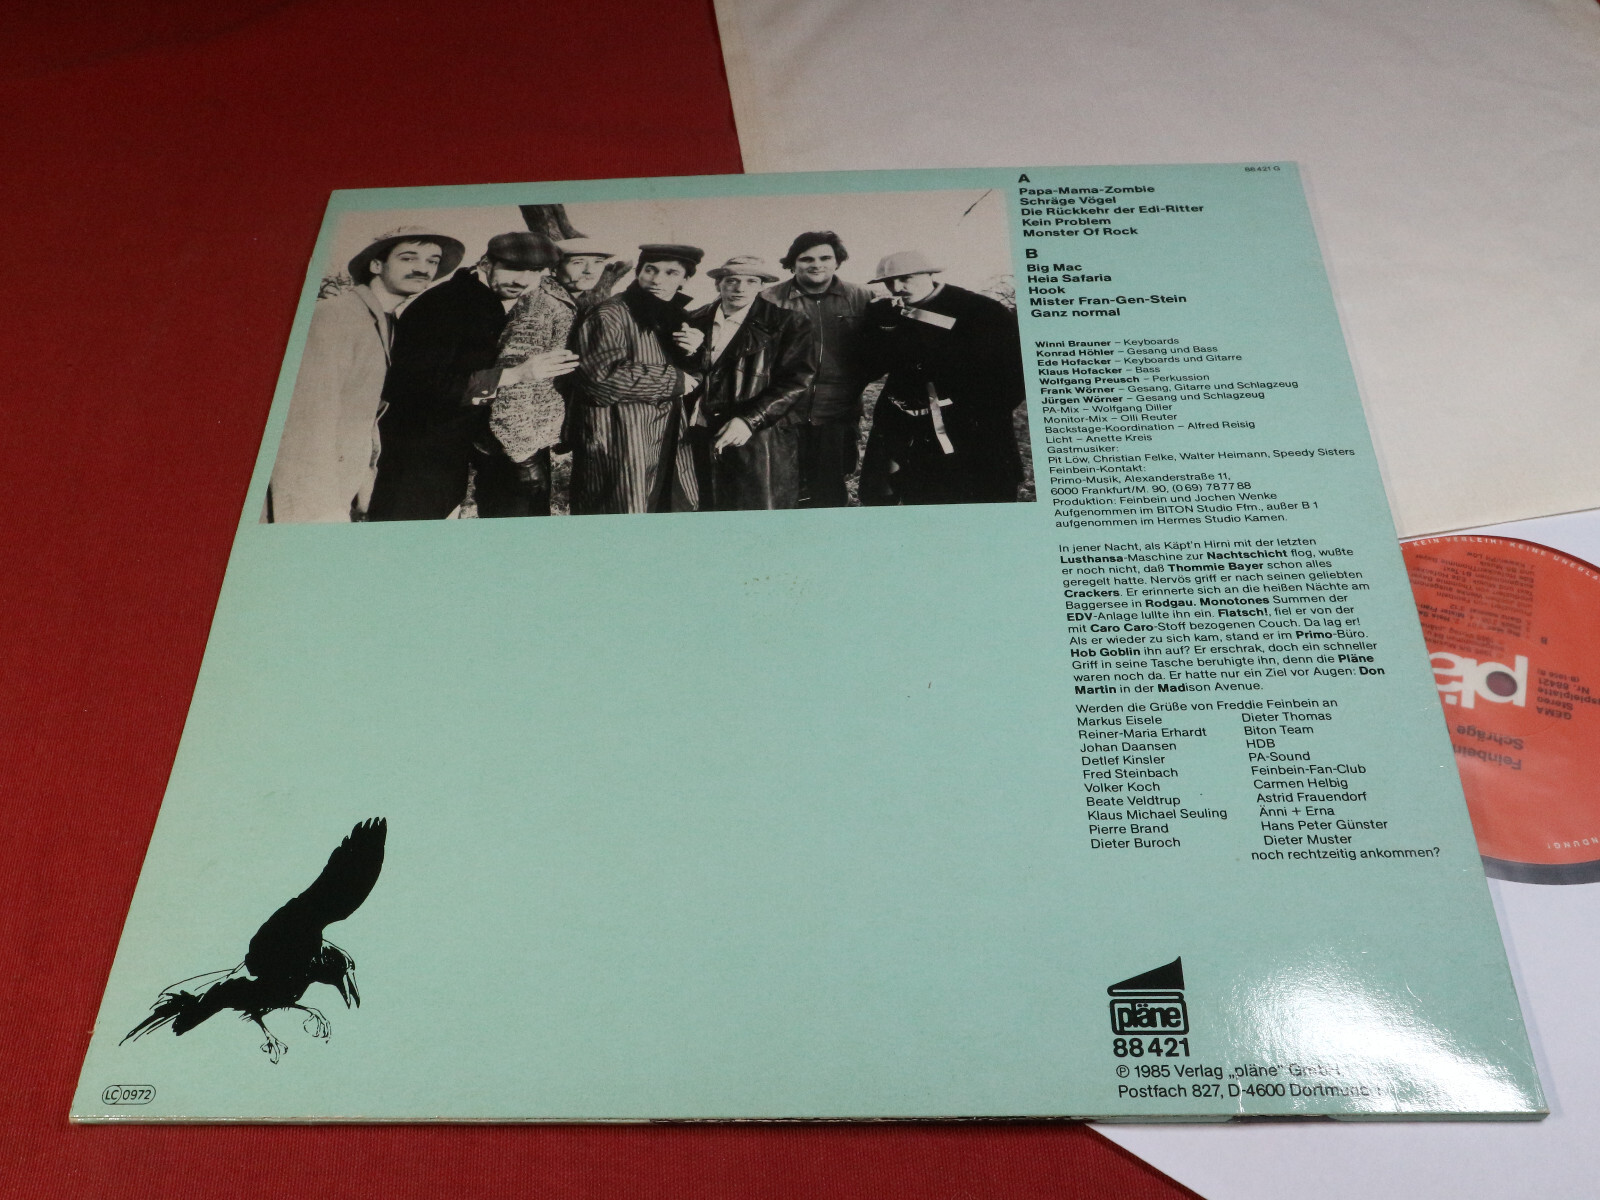 88421 G
A
Papa-Mama-Zombie
Schräge Vögel
Die Rückkehr der Edi-Ritter
Kein Problem
Monster Of Rock
B
Big Mac
Heia Safaria
Hook
Mister Fran-Gen-Stein
Ganz normal
Winni Brauner – Keyboards
Konrad Höhler – Gesang und Bass
Ede Hofacker – Keyboards und Gitarre
Klaus Hofacker – Bass
Wolfgang Preusch – Perkussion
Frank Wörner – Gesang, Gitarre und Schlagzeug
Jürgen Wörner – Gesang und Schlagzeug
PA-Mix – Wolfgang Diller
Monitor-Mix – Olli Reuter
Backstage-Koordination – Alfred Reisig
Licht – Anette Kreis
Gastmusiker:
Pit Löw, Christian Felke, Walter Heimann, Speedy Sisters
Feinbein-Kontakt:
Primo-Musik, Alexanderstraße 11,
6000 Frankfurt/M. 90, (069) 787788
Produktion: Feinbein und Jochen Wenke
Aufgenommen im BITON Studio Ffm., außer B 1
aufgenommen im Hermes Studio Kamen.
In jener Nacht, als Käpt'n Hirni mit der letzten
Lusthansa-Maschine zur Nachtschicht flog, wußte
er noch nicht, daß Thommie Bayer schon alles
geregelt hatte. Nervös griff er nach seinen geliebten
Crackers. Er erinnerte sich an die heißen Nächte am
Baggersee in Rodgau. Monotones Summen der
EDV-Anlage lullte ihn ein. Flatsch!, fiel er von der
mit Caro Caro-Stoff bezogenen Couch. Da lag er!
Als er wieder zu sich kam, stand er im Primo-Büro.
Hob Goblin ihn auf? Er erschrak, doch ein schneller
Griff in seine Tasche beruhigte ihn, denn die Pläne
waren noch da. Er hatte nur ein Ziel vor Augen: Don
Martin in der Madison Avenue.
Werden die Grüße von Freddie Feinbein an
Markus Eisele
Reiner-Maria Erhardt
Johan Daansen
Detlef Kinsler
Fred Steinbach
Volker Koch
Beate Veldtrup
Klaus Michael Seuling
Pierre Brand
Dieter Buroch
Dieter Thomas
Biton Team
HDB
PA-Sound
Feinbein-Fan-Club
Carmen Helbig
Astrid Frauendorf
Änni + Erna
Hans Peter Günster
Dieter Muster
noch rechtzeitig ankommen?
pläne
88421
℗ 1985 Verlag „pläne" GmbH,
Postfach 827, D-4600 Dortmund 1
LC 0972
KEIN VERLEIH! KEINE
B
plä
GEMA
Stereo
Nr. 88421
Feinbein
Schräge